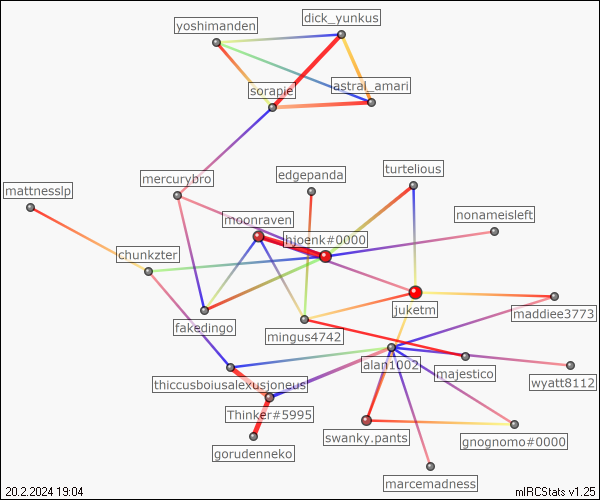 dick_yunkus
yoshimanden
astral_amari
sorapie
edgepanda
turtelious
mercurybro
mattnesslp
nonameisleft
moonraven
hjoenk#0000
chunkzter
juketm
maddiee3773
fakedingo
mingus4742
alan1002
majestico
wyatt8112
thiccusboiusalexusjoneus
Thinker#5995
swanky.pants
gnognomo#0000
gorudenneko
marcemadness
20.2.2024 19:04
mIRCStats v1.25